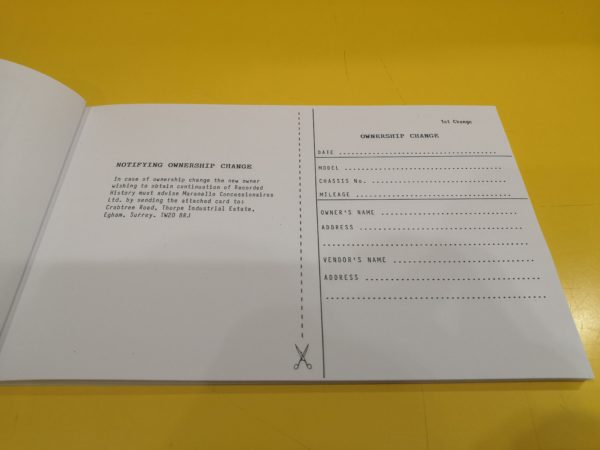 NOTIFYING OWNERSHIP CHANGE
In case of ownership change the new owner
wishing to obtain continuation of Recorded
History must advise Maranello Concessionaires
Ltd. by sending the attached card to:
Crabtree Road, Thorpe Industrial Estate,
Egham, Surrey. TW20 8RJ
1st Change
OWNERSHIP CHANGE
DATE
MODEL
CHASSIS No.
MILEAGE
OWNER'S NAME
ADDRESS
VENDOR'S NAME
ADDRESS